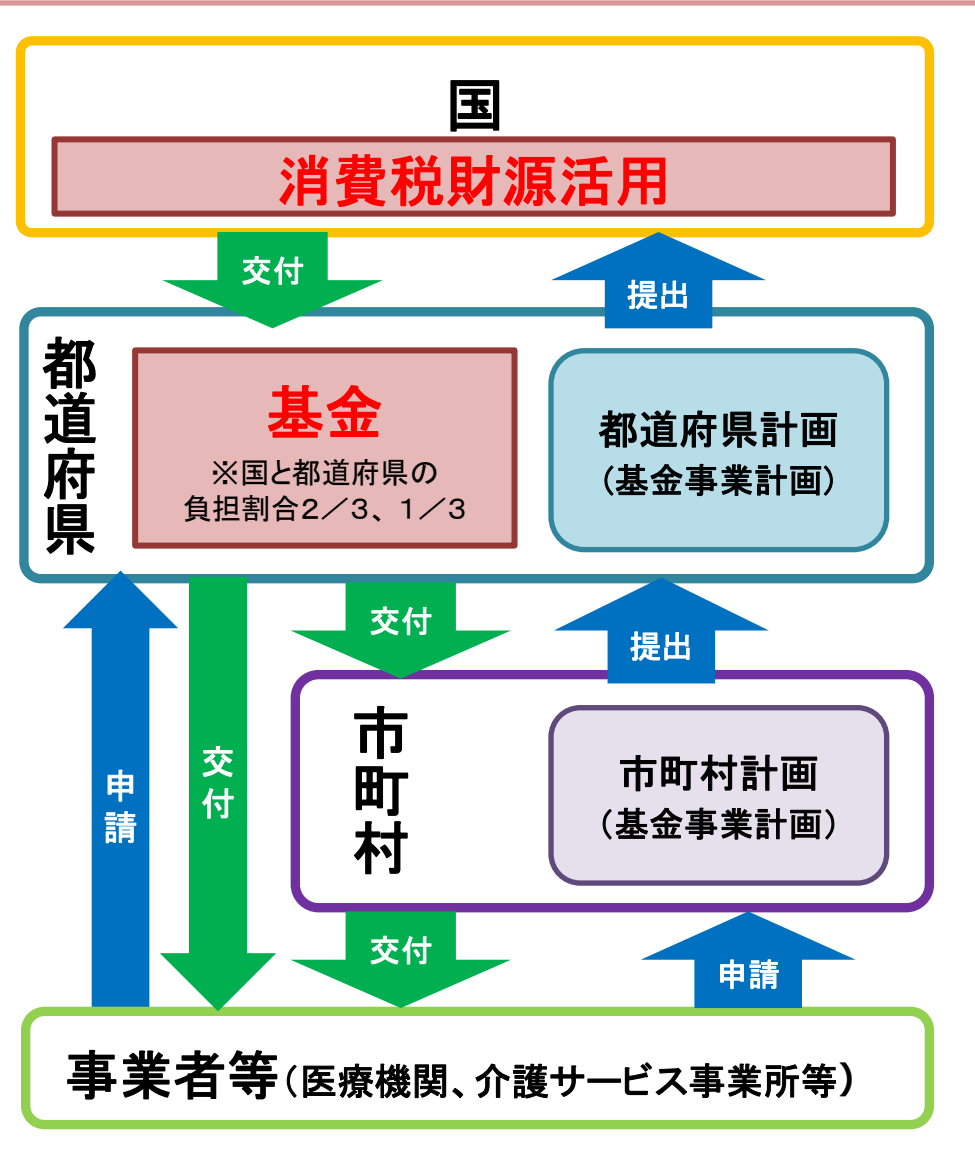 国
消費税財源活用
交付
提出
都道府県
基金
※国と都道府県の
負担割合2／3、1／3
都道府県計画
（基金事業計画）
申請
交付
交付
提出
市町村
市町村計画
（基金事業計画）
交付
申請
事業者等（医療機関、介護サービス事業所等）